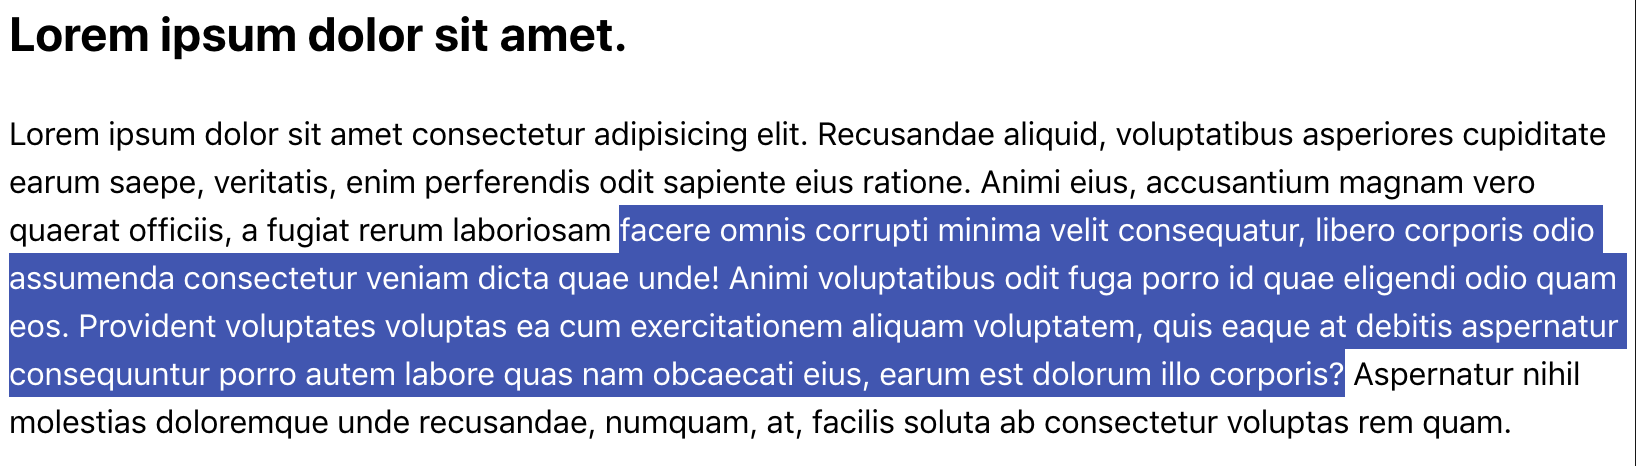 Lorem ipsum dolor sit amet.
Lorem ipsum dolor sit amet consectetur adipisicing elit. Recusandae aliquid, voluptatibus asperiores cupiditate
earum saepe, veritatis, enim perferendis odit sapiente eius ratione. Animi eius, accusantium magnam vero
quaerat officiis, a fugiat rerum laboriosam facere omnis corrupti minima velit consequatur, libero corporis odio
assumenda consectetur veniam dicta quae unde! Animi voluptatibus odit fuga porro id quae eligendi odio quam
eos. Provident voluptates voluptas ea cum exercitationem aliquam voluptatem, quis eaque at debitis aspernatur
consequuntur porro autem labore quas nam obcaecati eius, earum est dolorum illo corporis? Aspernatur nihil
molestias doloremque unde recusandae, numquam, at, facilis soluta ab consectetur voluptas rem quam.